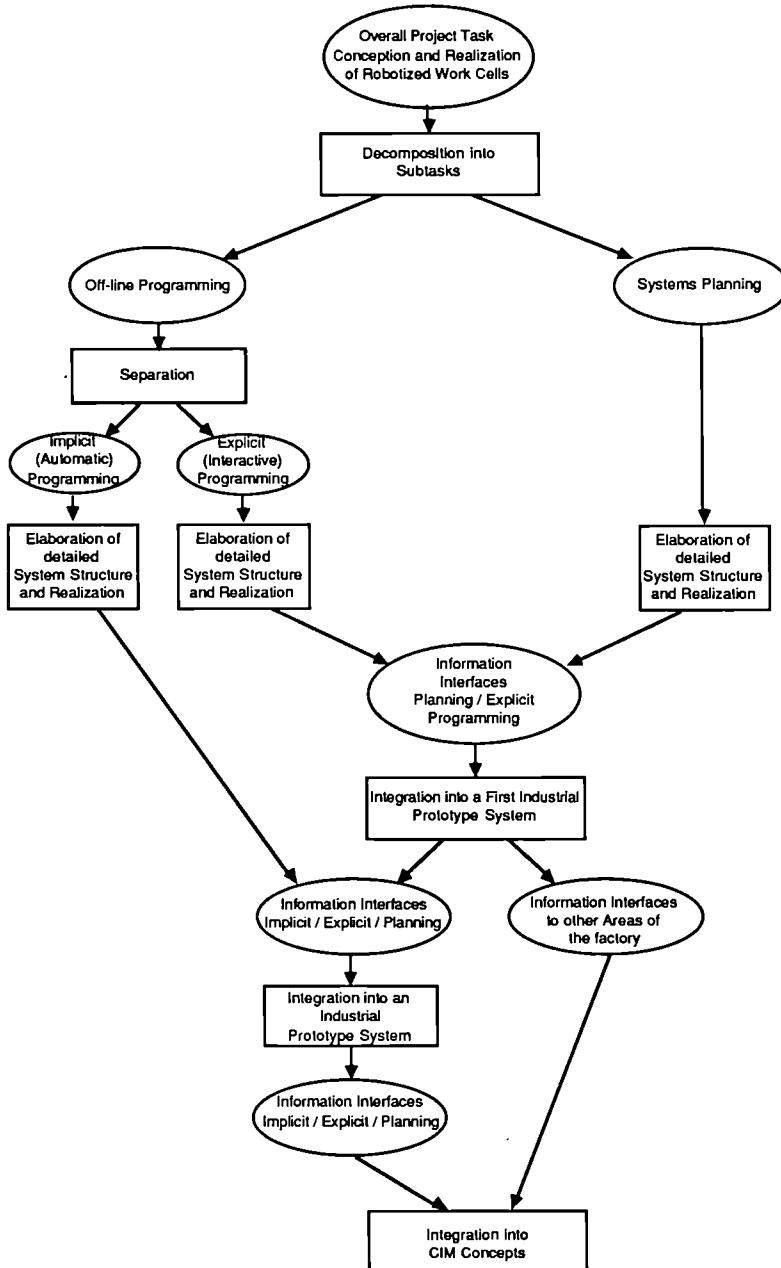 Overall Project Task
Conception and Realization
of Robotized Work Cells
Decomposition into
Subtasks
Off-line Programming
Systems Planning
Separation
Implicit
(Automatic)
Programming
Explicit
(Interactive)
Programming
Elaboration of
detailed
System Structure
and Realization
Elaboration of
detailed
System Structure
and Realization
Elaboration of
detailed
System Structure
and Realization
Information
Interfaces
Planning / Explicit
Programming
Integration into a First Industrial
Prototype System
Information Interfaces
Implicit / Explicit / Planning
Information Interfaces
to other Areas of
the factory
Integration into an
Industrial
Prototype System
Information Interfaces
Implicit / Explicit / Planning
Integration into
CIM Concepts